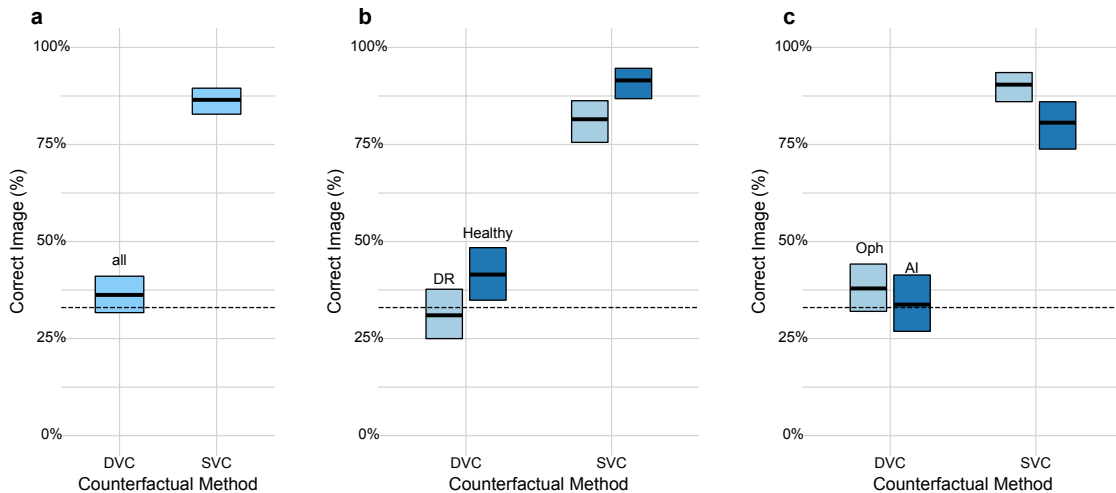 a
100%
75%
50%
25%
0%
Correct Image (%)
all
DVC
SVC
Counterfactual Method
b
100%
75%
50%
25%
0%
Correct Image (%)
Healthy
DR
DVC
SVC
Counterfactual Method
c
100%
75%
50%
25%
0%
Correct Image (%)
Oph
AI
DVC
SVC
Counterfactual Method